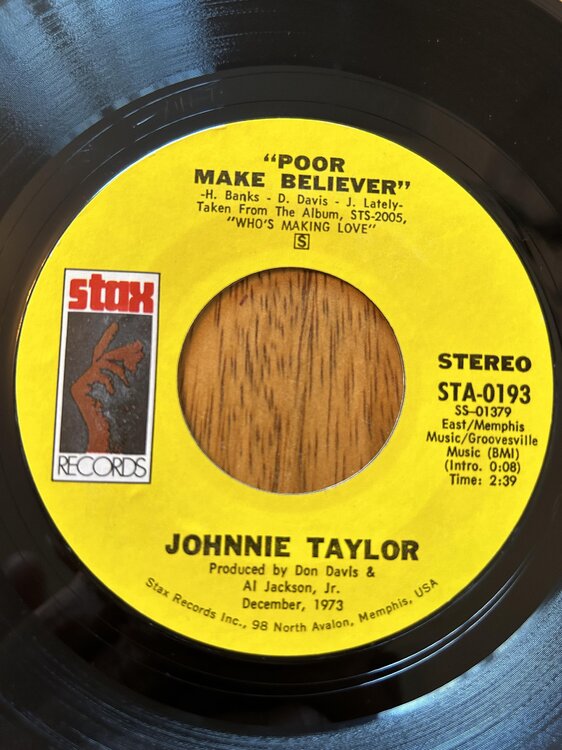 "POOR
MAKE BELIEVER"
-H. Banks - D. Davis - J. Lately-
Taken From The Album, STS-2005,
"WHO'S MAKING LOVE"
S
stax
RECORDS
STEREO
STA-0193
SS-01379
East/Memphis
Music/Groovesville
Music (BMI)
(Intro. 0:08)
Time: 2:39
JOHNNIE TAYLOR
Produced by Don Davis &
Al Jackson, Jr.
December, 1973
Stax Records Inc., 98 North Avalon, Memphis, USA